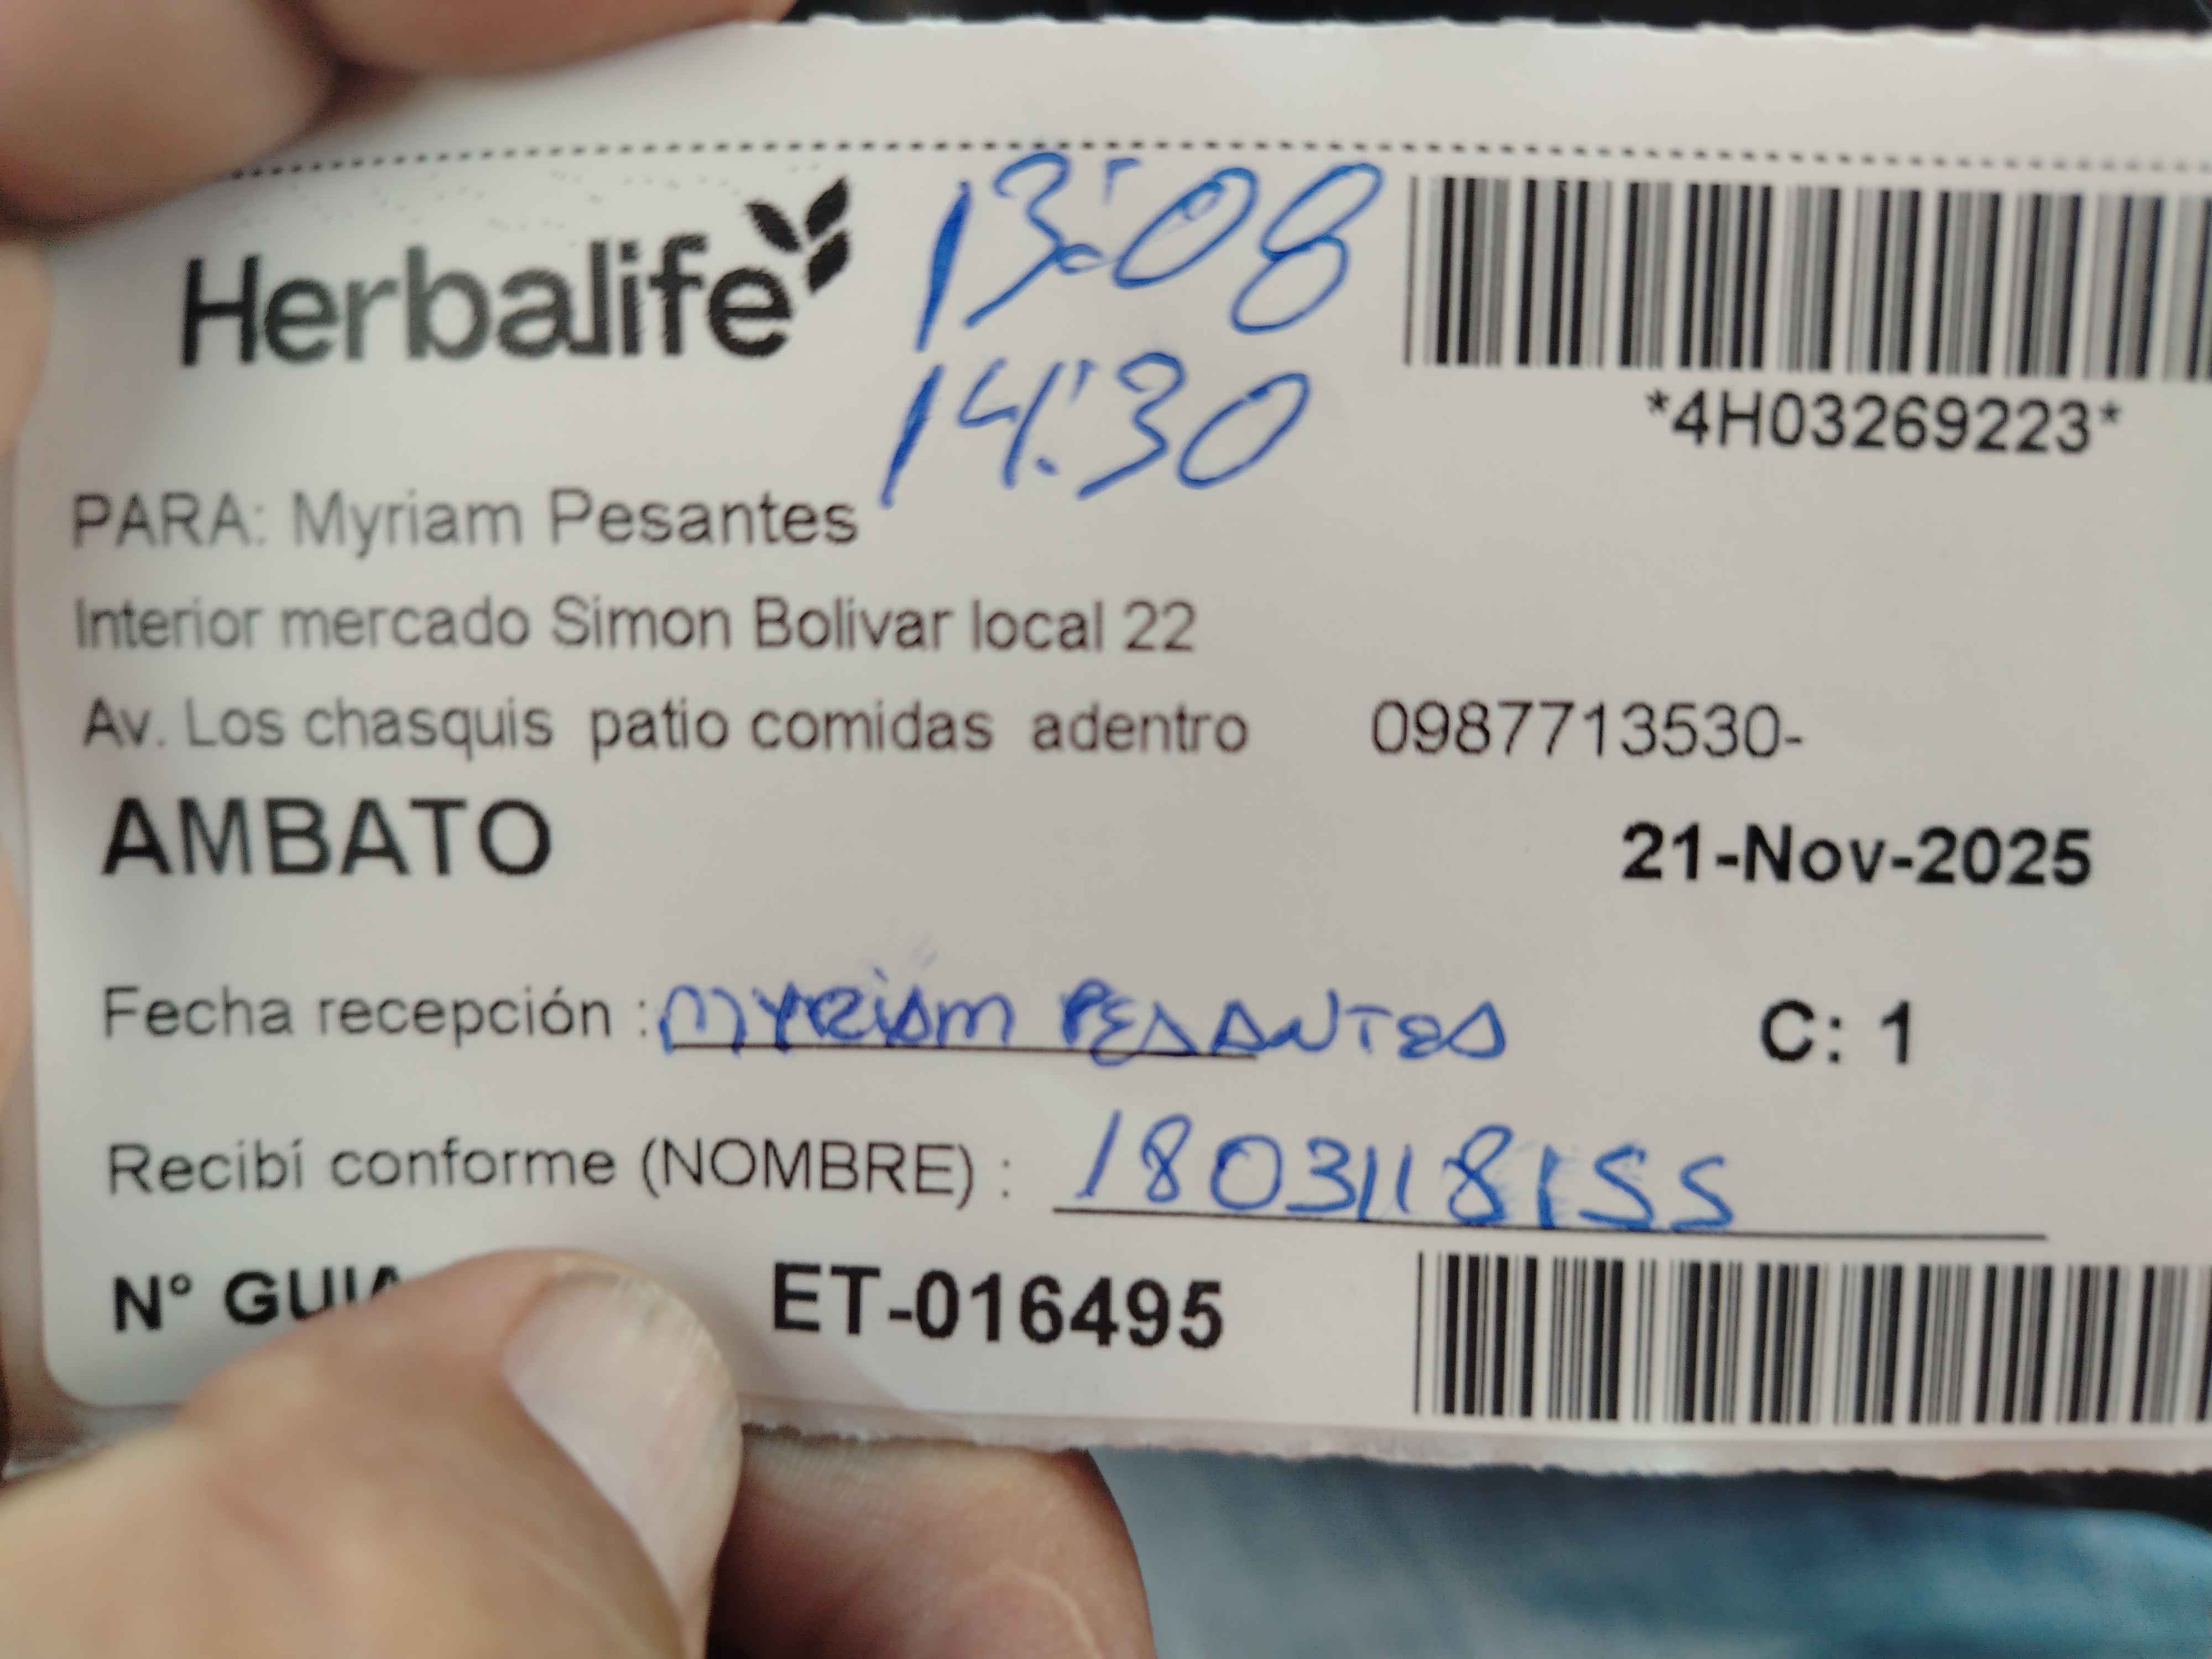 Herbalife
13:08
14:30
*4H03269223*
PARA: Myriam Pesantes
Interior mercado Simon Bolivar local 22
Av. Los chasquis patio comidas adentro 0987713530-
AMBATO 21-Nov-2025
Fecha recepción : Myriam PESANTES C: 1
Recibí conforme (NOMBRE) : 1803118155
N° GUIA ET-016495